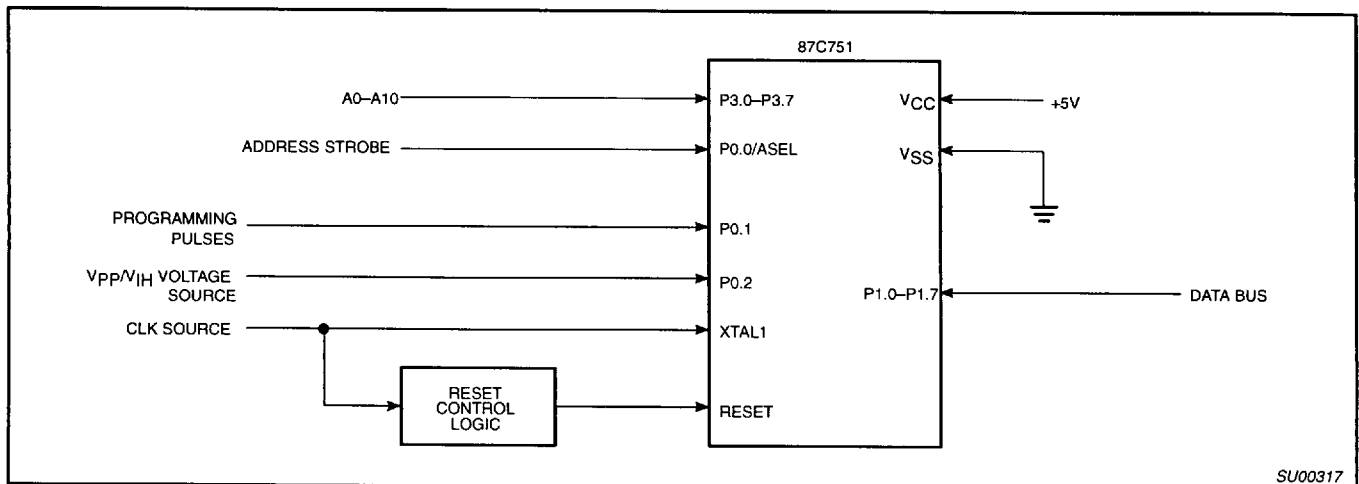 87C751
A0–A10
P3.0–P3.7
VCC
+5V
ADDRESS STROBE
P0.0/ASEL
VSS
PROGRAMMING
PULSES
P0.1
VPP/VIH VOLTAGE
SOURCE
P0.2
P1.0–P1.7
DATA BUS
CLK SOURCE
XTAL1
RESET
CONTROL
LOGIC
RESET
SU00317